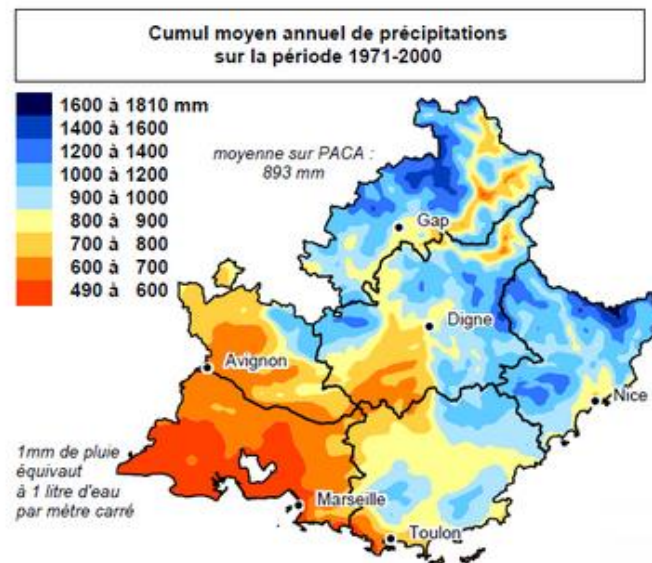 Cumul moyen annuel de précipitations
sur la période 1971-2000
1600 à 1810 mm
1400 à 1600
1200 à 1400
1000 à 1200
900 à 1000
800 à 900
700 à 800
600 à 700
490 à 600
moyenne sur PACA :
893 mm
Gap
Digne
Avignon
Nice
1mm de pluie
équivaut
à 1 litre d'eau
par mètre carré
Marseille
Toulon